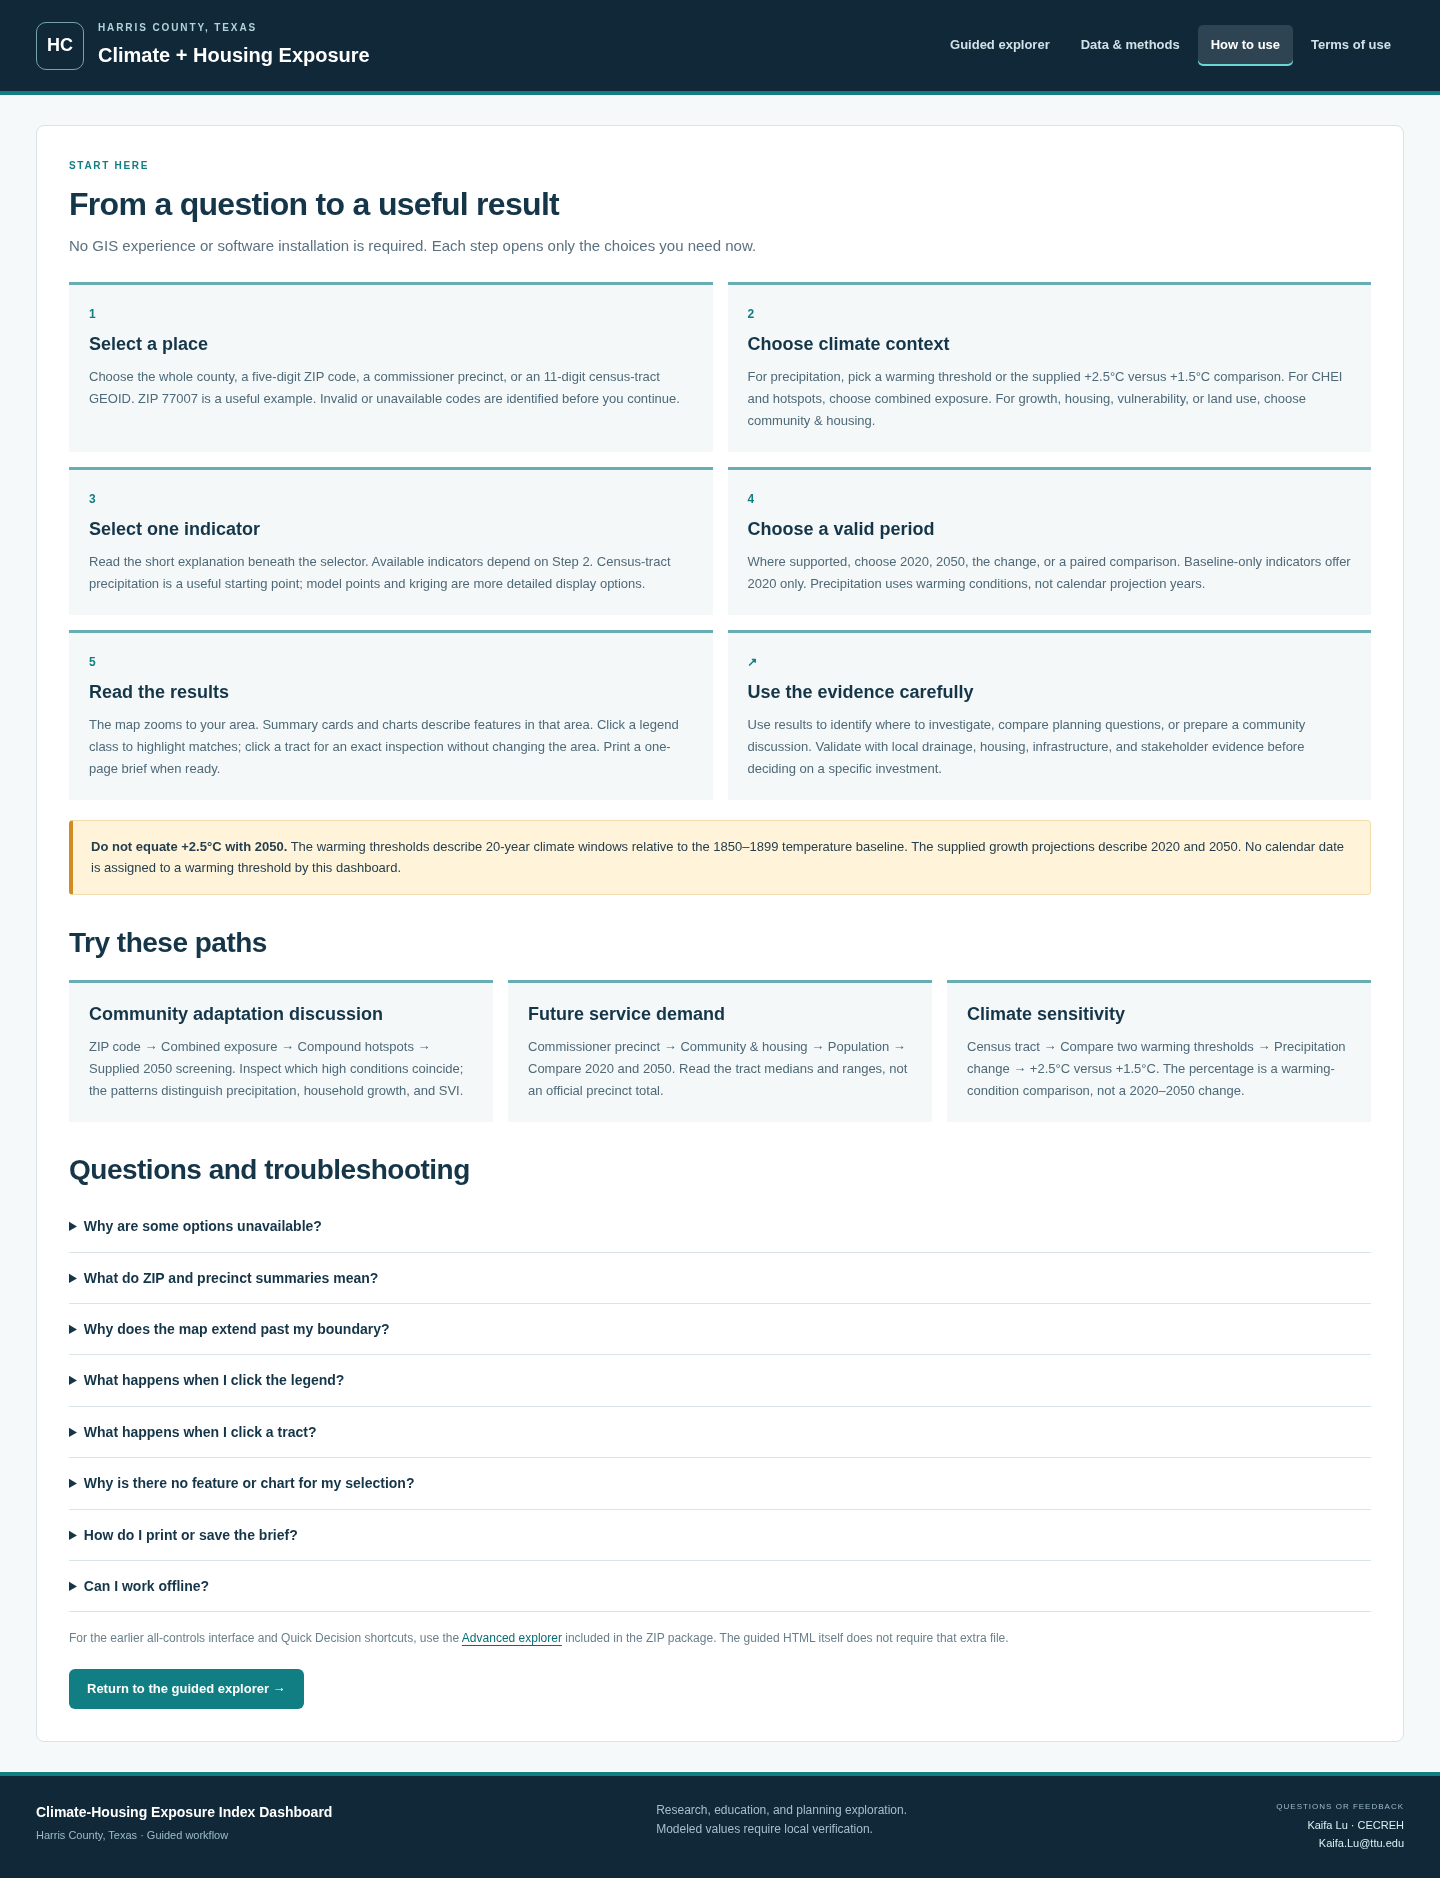 HC
HARRIS COUNTY, TEXAS
Climate + Housing Exposure
Guided explorer
Data & methods
How to use
Terms of use
START HERE
From a question to a useful result
No GIS experience or software installation is required. Each step opens only the choices you need now.
1
Select a place
Choose the whole county, a five-digit ZIP code, a commissioner precinct, or an 11-digit census-tract
GEOID. ZIP 77007 is a useful example. Invalid or unavailable codes are identified before you continue.
2
Choose climate context
For precipitation, pick a warming threshold or the supplied +2.5°C versus +1.5°C comparison. For CHEI
and hotspots, choose combined exposure. For growth, housing, vulnerability, or land use, choose
community & housing.
3
Select one indicator
Read the short explanation beneath the selector. Available indicators depend on Step 2. Census-tract
precipitation is a useful starting point; model points and kriging are more detailed display options.
4
Choose a valid period
Where supported, choose 2020, 2050, the change, or a paired comparison. Baseline-only indicators offer
2020 only. Precipitation uses warming conditions, not calendar projection years.
5
Read the results
The map zooms to your area. Summary cards and charts describe features in that area. Click a legend
class to highlight matches; click a tract for an exact inspection without changing the area. Print a one-
page brief when ready.
↗
Use the evidence carefully
Use results to identify where to investigate, compare planning questions, or prepare a community
discussion. Validate with local drainage, housing, infrastructure, and stakeholder evidence before
deciding on a specific investment.
Do not equate +2.5°C with 2050. The warming thresholds describe 20-year climate windows relative to the 1850–1899 temperature baseline. The supplied growth projections describe 2020 and 2050. No calendar date
is assigned to a warming threshold by this dashboard.
Try these paths
Community adaptation discussion
ZIP code → Combined exposure → Compound hotspots →
Supplied 2050 screening. Inspect which high conditions coincide;
the patterns distinguish precipitation, household growth, and SVI.
Future service demand
Commissioner precinct → Community & housing → Population →
Compare 2020 and 2050. Read the tract medians and ranges, not
an official precinct total.
Climate sensitivity
Census tract → Compare two warming thresholds → Precipitation
change → +2.5°C versus +1.5°C. The percentage is a warming-
condition comparison, not a 2020–2050 change.
Questions and troubleshooting
▶ Why are some options unavailable?
▶ What do ZIP and precinct summaries mean?
▶ Why does the map extend past my boundary?
▶ What happens when I click the legend?
▶ What happens when I click a tract?
▶ Why is there no feature or chart for my selection?
▶ How do I print or save the brief?
▶ Can I work offline?
For the earlier all-controls interface and Quick Decision shortcuts, use the Advanced explorer included in the ZIP package. The guided HTML itself does not require that extra file.
Return to the guided explorer →
Climate-Housing Exposure Index Dashboard
Harris County, Texas · Guided workflow
Research, education, and planning exploration.
Modeled values require local verification.
QUESTIONS OR FEEDBACK
Kaifa Lu · CECREH
Kaifa.Lu@ttu.edu